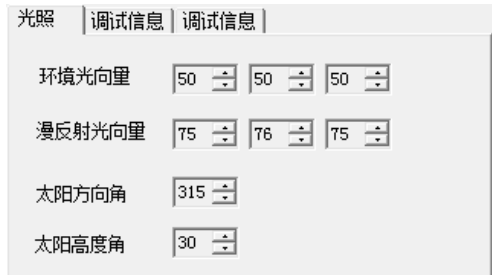 光照 调试信息 调试信息
环境光向量 50 50 50
漫反射光向量 75 76 75
太阳方向角 315
太阳高度角 30